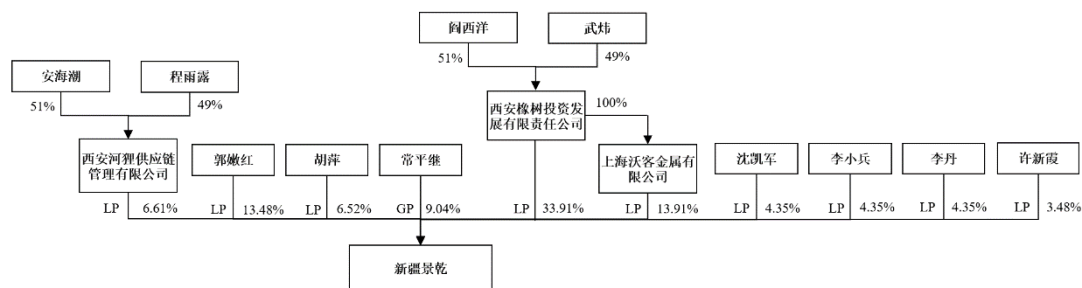 阎西洋
武炜
51%
49%
安海潮
程雨露
51%
49%
西安橡树投资发
展有限责任公司
100%
西安河狸供应链
管理有限公司
郭嫩红
胡萍
常平继
上海沃客金属有
限公司
沈凯军
李小兵
李丹
许新霞
LP 6.61%
LP 13.48%
LP 6.52%
GP 9.04%
LP 33.91%
LP 13.91%
LP 4.35%
LP 4.35%
LP 4.35%
LP 3.48%
新疆景乾